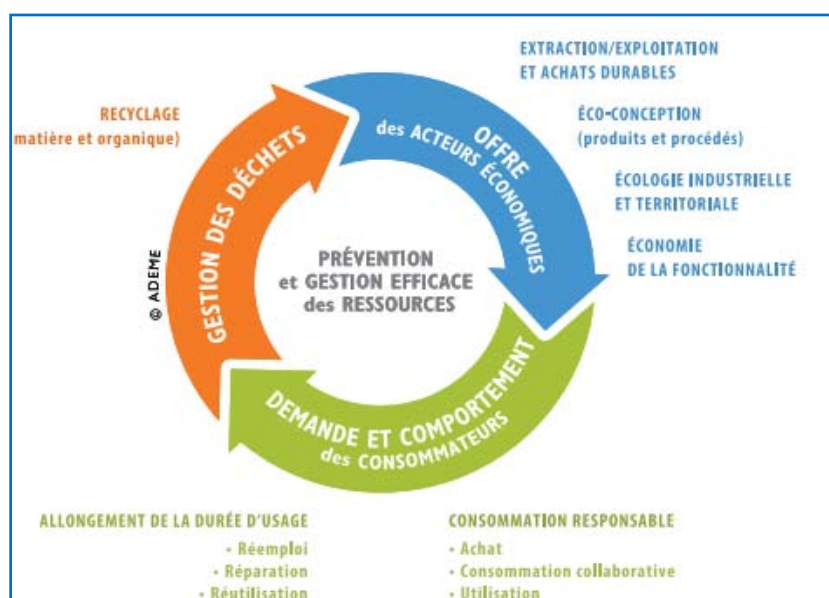 EXTRACTION/EXPLOITATION
ET ACHATS DURABLES
RECYCLAGE
matière et organique)
ÉCO-CONCEPTION
(produits et procédés)
ÉCOLOGIE INDUSTRIELLE
ET TERRITORIALE
ÉCONOMIE
DE LA FONCTIONNALITÉ
OFFRE
des ACTEURS ÉCONOMIQUES
GESTION DES DÉCHETS
PRÉVENTION
et GESTION EFFICACE
des RESSOURCES
@ ADEME
DEMANDE ET COMPORTEMENT
des CONSOMMATEURS
ALLONGEMENT DE LA DURÉE D'USAGE
• Réemploi
• Réparation
• Réutilisation
CONSOMMATION RESPONSABLE
• Achat
• Consommation collaborative
• Utilisation